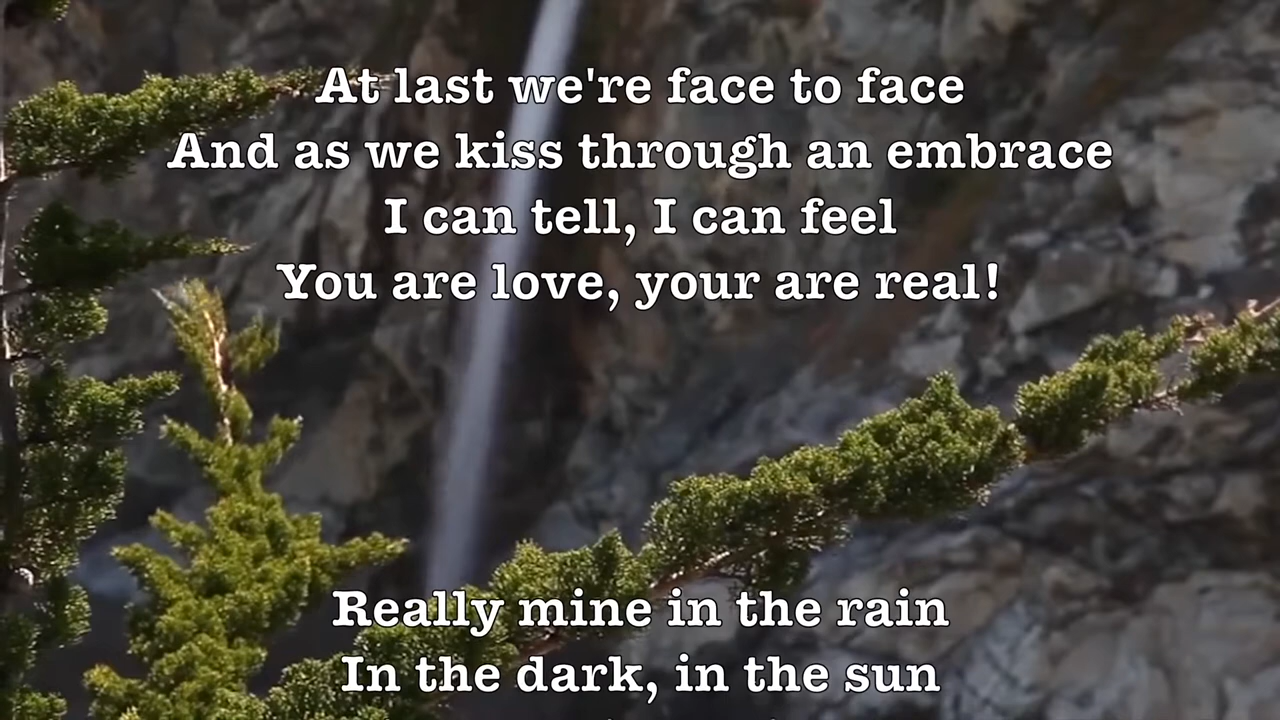 At last we're face to face
And as we kiss through an embrace
I can tell, I can feel
You are love, your are real!
Really mine in the rain
In the dark, in the sun